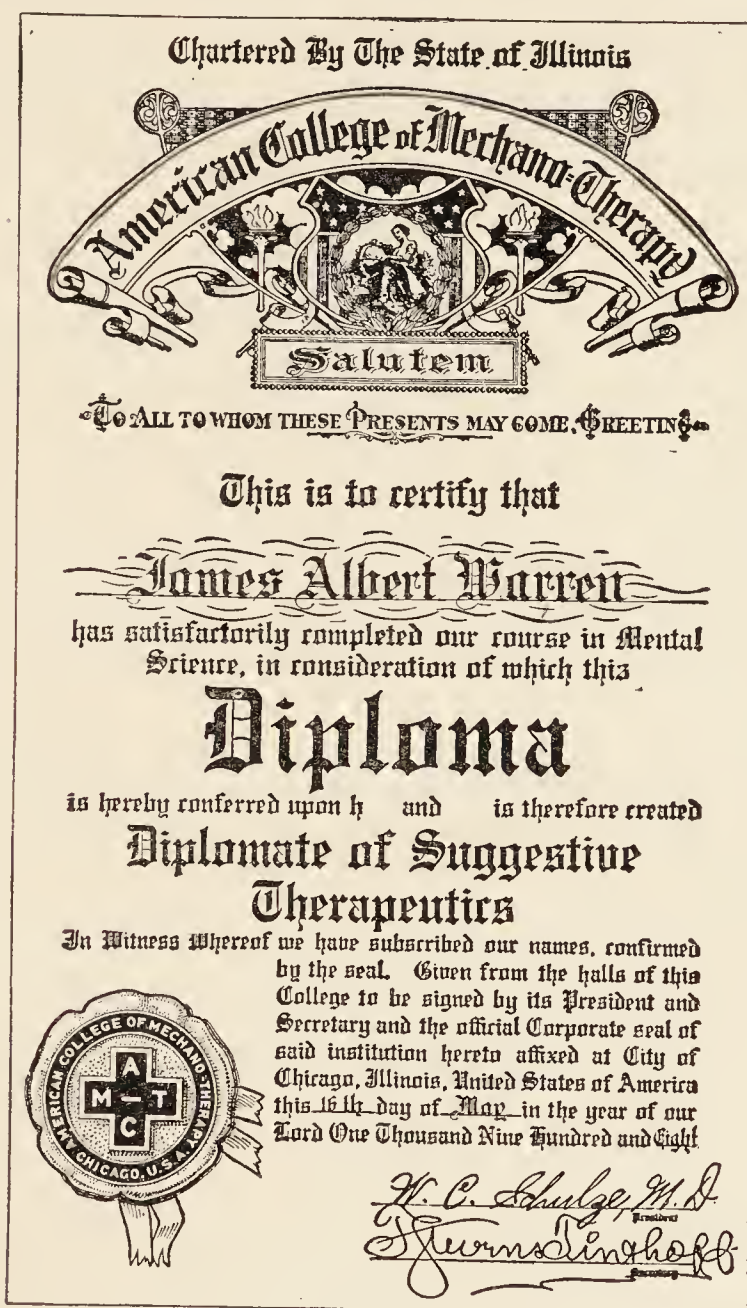 Chartered By The State of Illinois
American College of Mechano-Therapy
Salutem
To All to whom these Presents may come, Greeting
This is to certify that
James Albert Warren
has satisfactorily completed our course in Mental
Science, in consideration of which this
Diploma
is hereby conferred upon h and is therefore created
Diplomate of Suggestive
Therapeutics
In Witness Whereof we have subscribed our names, confirmed
by the seal. Given from the halls of this
College to be signed by its President and
Secretary and the official Corporate seal of
said institution hereto affixed at City of
Chicago, Illinois, United States of America
this 16th day of May in the year of our
Lord One Thousand Nine Hundred and Eight
AMERICAN COLLEGE OF MECHANO-THERAPY
A
M T
C
CHICAGO, U.S.A.
W. C. Schulze, M.D.
President
Tinthoff
Secretary